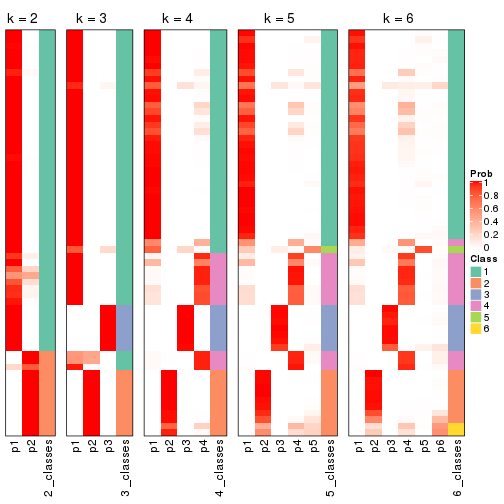 k = 2
k = 3
k = 4
k = 5
k = 6
Prob
1
0.8
0.6
0.4
0.2
0
Class
1
2
3
4
5
6
p1
p2
2_classes
p1
p2
p3
3_classes
p1
p2
p3
p4
4_classes
p1
p2
p3
p4
p5
5_classes
p1
p2
p3
p4
p5
p6
6_classes